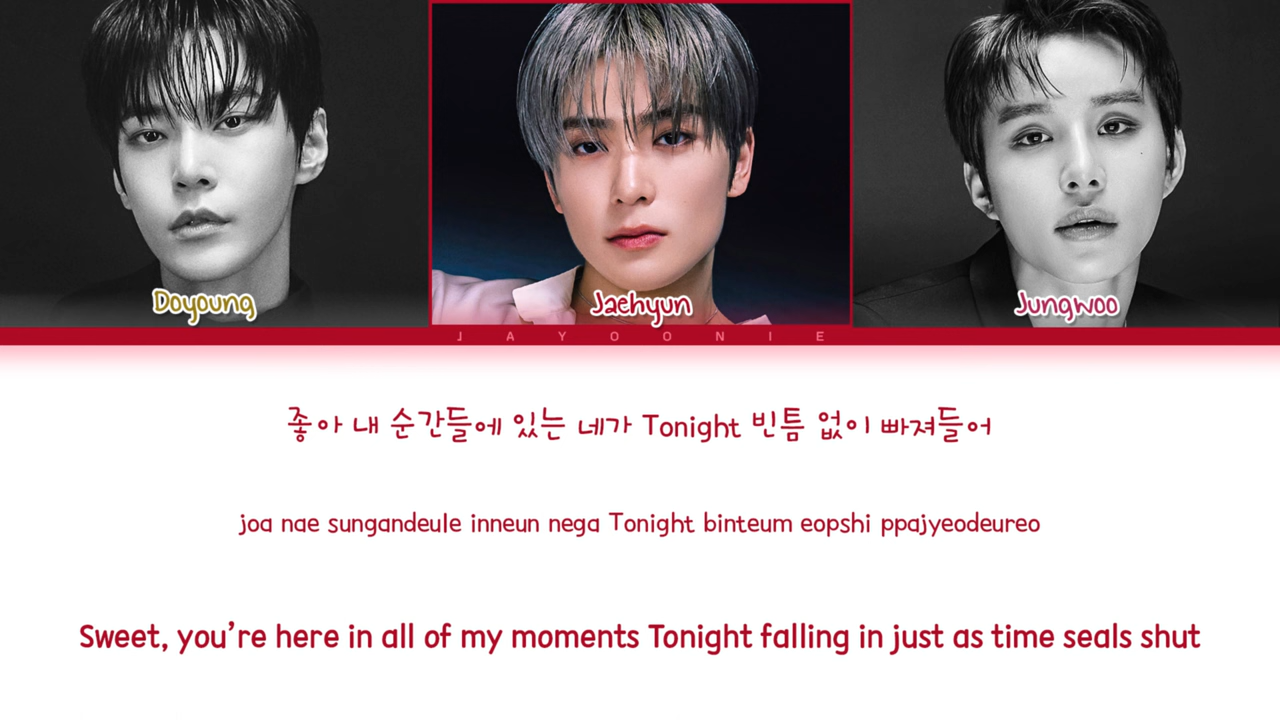 Doyoung
Jaehyun
Jungwoo
JAYOONIE
좋아 내 순간들에 있는 네가 Tonight 빈틈 없이 빠져들어
joa nae sungandeule inneun nega Tonight binteum eopshi ppajyeodeureo
Sweet, you're here in all of my moments Tonight falling in just as time seals shut